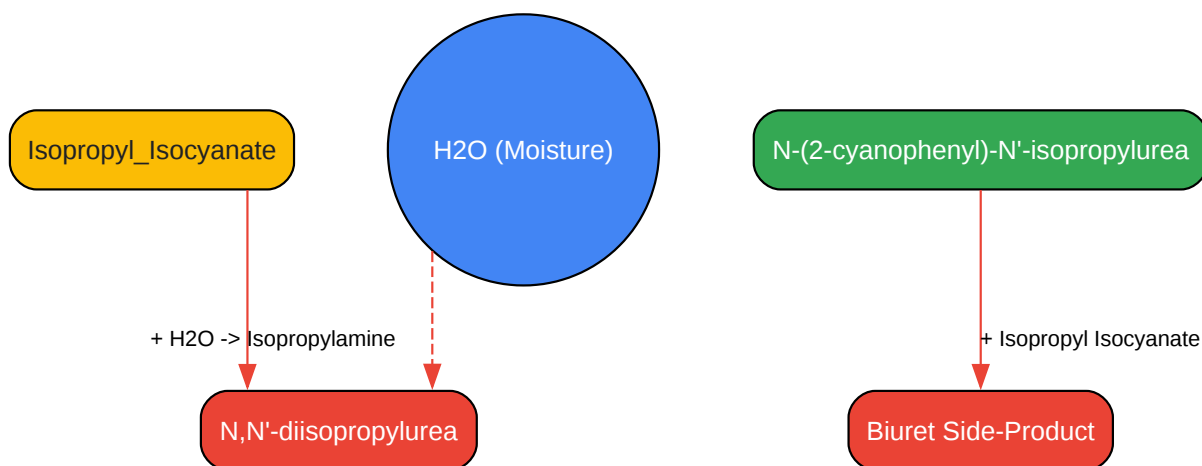 Isopropyl_Isocyanate
H2O (Moisture)
N-(2-cyanophenyl)-N'-isopropylurea
+ H2O -> Isopropylamine
+ Isopropyl Isocyanate
N,N'-diisopropylurea
Biuret Side-Product